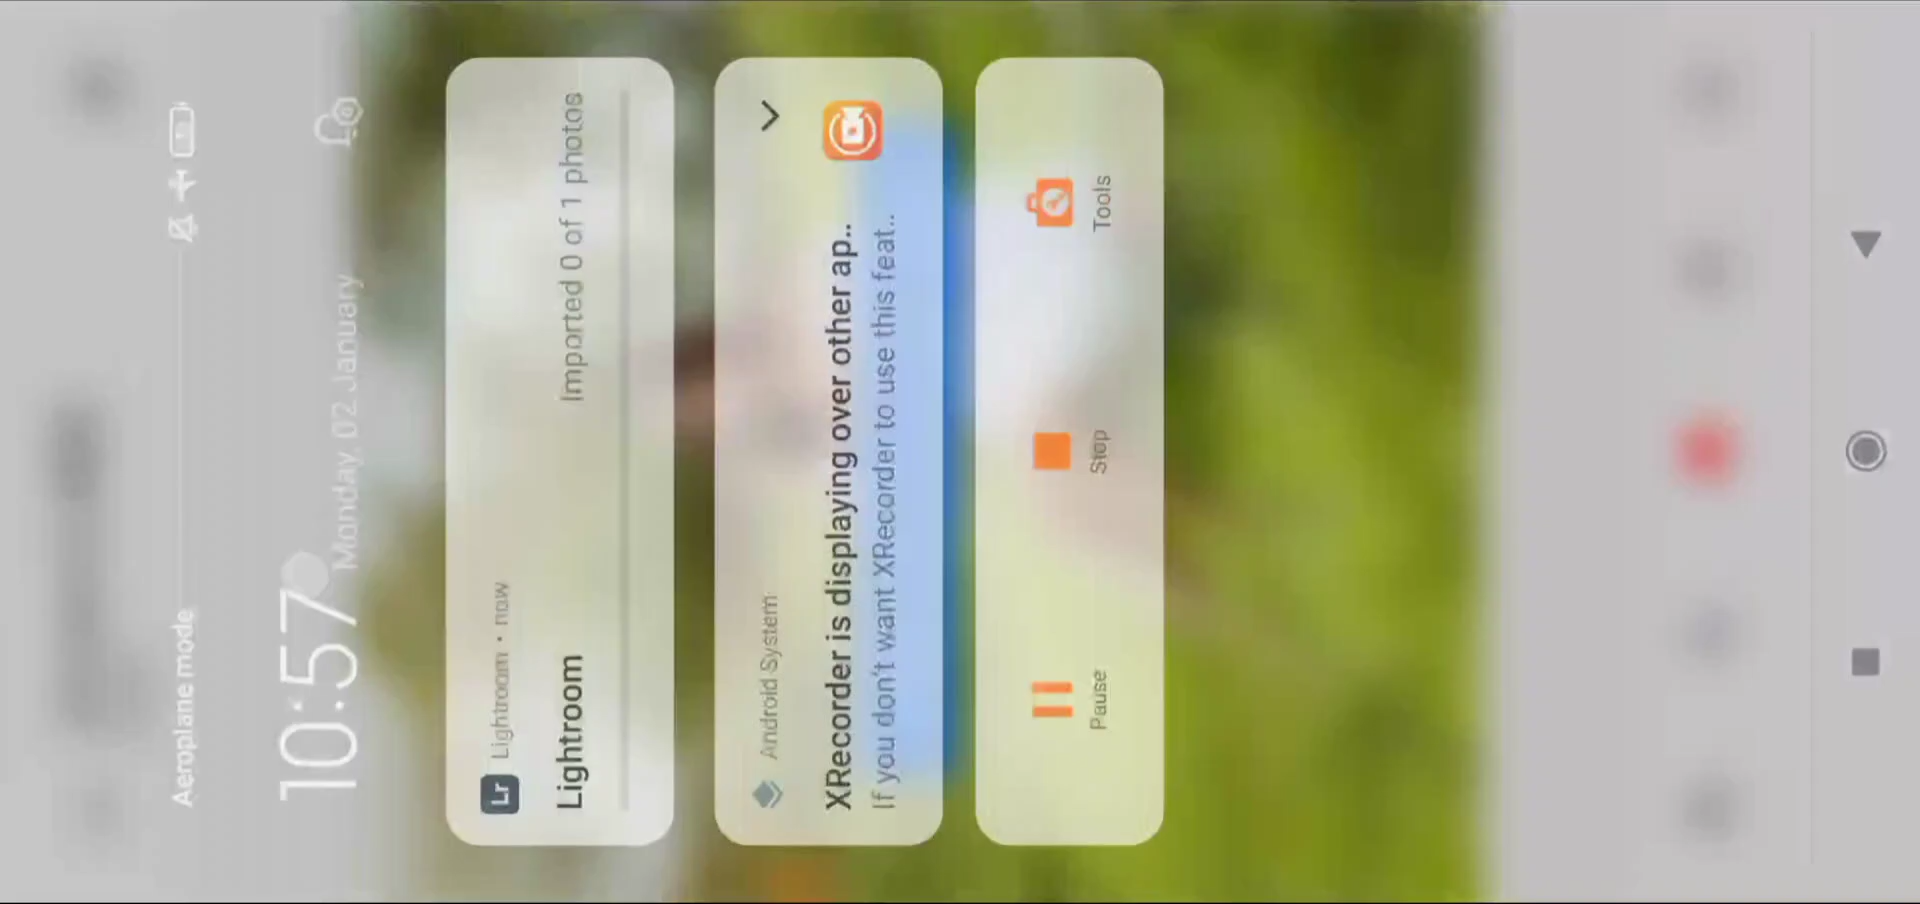 Aeroplane mode
10:57
Monday, 02 January
Lr Lightroom • now
Lightroom
Imported 0 of 1 photos
Android System
XRecorder is displaying over other ap..
If you don't want XRecorder to use this feat..
Pause
Stop
Tools